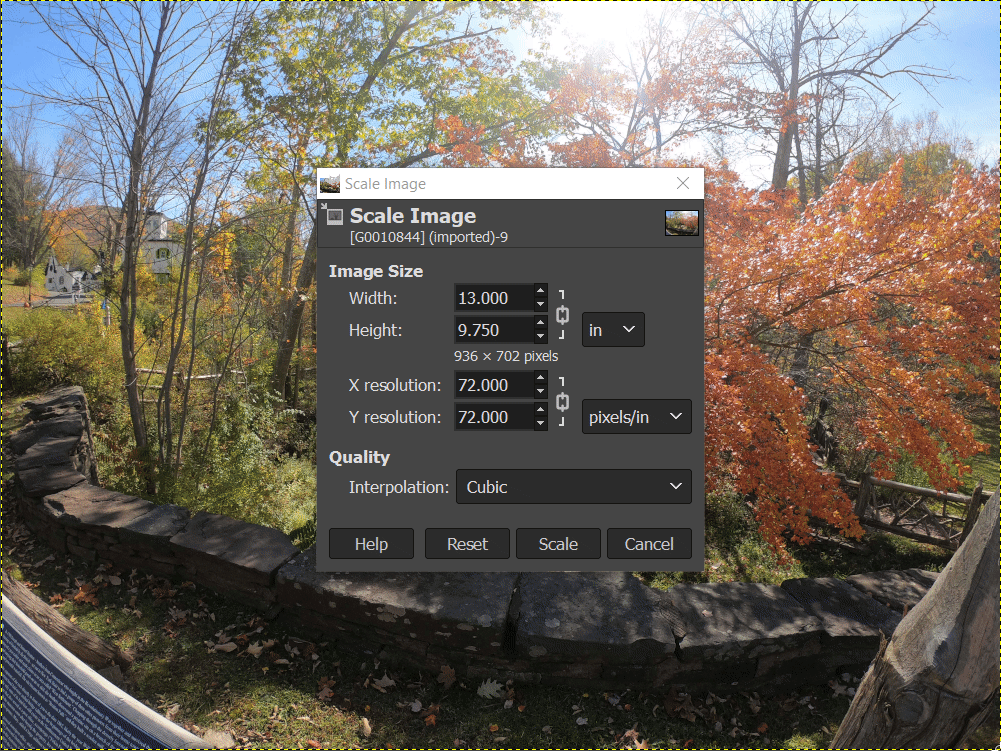 Scale Image
Scale Image
[G0010844] (imported)-9
Image Size
Width: 13.000
Height: 9.750 in
936 × 702 pixels
X resolution: 72.000
Y resolution: 72.000 pixels/in
Quality
Interpolation: Cubic
Help Reset Scale Cancel